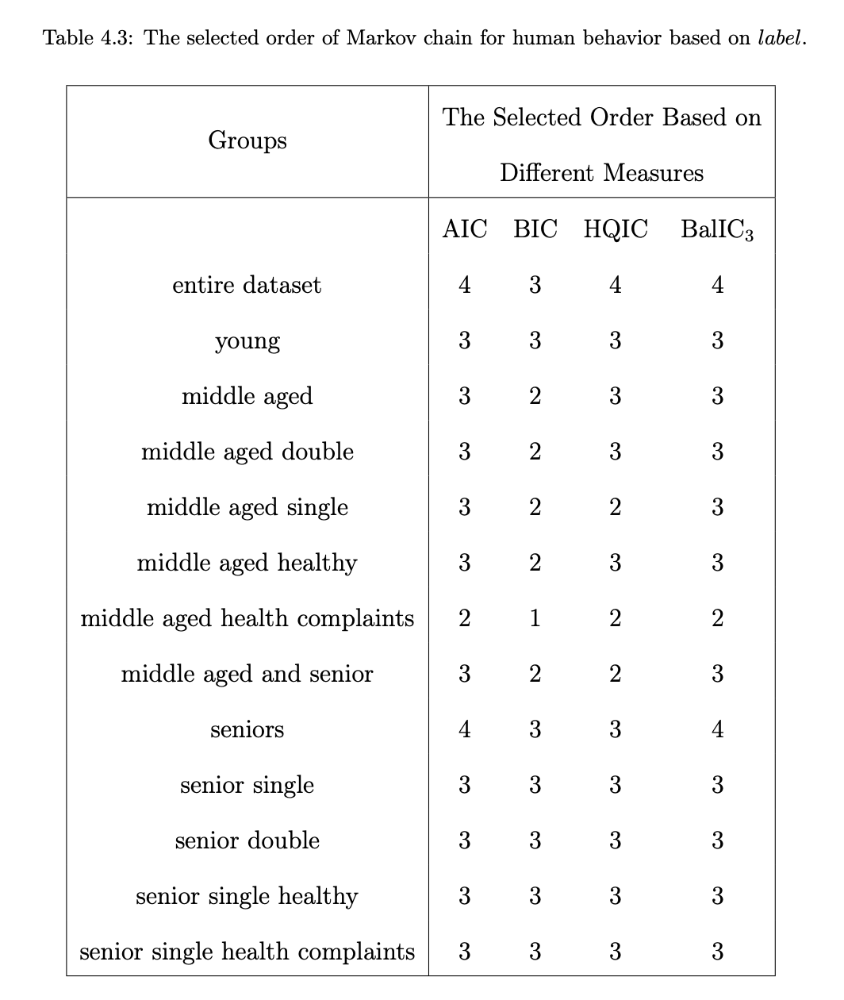 Table 4.3: The selected order of Markov chain for human behavior based on label.
Groups
The Selected Order Based on
Different Measures
AIC BIC HQIC BalIC₃
entire dataset 4 3 4 4
young 3 3 3 3
middle aged 3 2 3 3
middle aged double 3 2 3 3
middle aged single 3 2 2 3
middle aged healthy 3 2 3 3
middle aged health complaints 2 1 2 2
middle aged and senior 3 2 2 3
seniors 4 3 3 4
senior single 3 3 3 3
senior double 3 3 3 3
senior single healthy 3 3 3 3
senior single health complaints 3 3 3 3